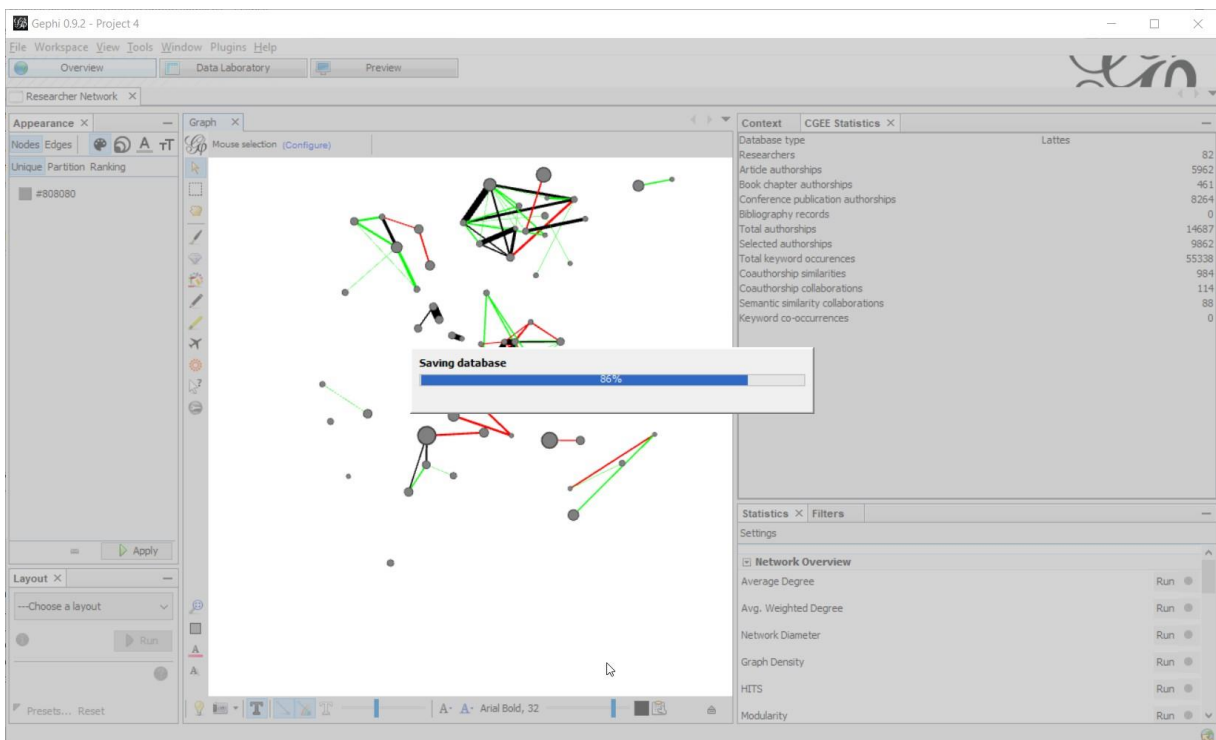 Gephi 0.9.2 - Project 4
File Workspace View Tools Window Plugins Help
Overview Data Laboratory Preview
Researcher Network
Appearance
Nodes Edges
Unique Partition Ranking
#808080
Apply
Layout
---Choose a layout
Run
Presets... Reset
Graph
Mouse selection (Configure)
Saving database
86%
Arial Bold, 32
Context CGEE Statistics
Database type Lattes
Researchers 82
Article authorships 5962
Book chapter authorships 461
Conference publication authorships 8264
Bibliography records 0
Total authorships 14687
Selected authorships 9862
Total keyword occurences 55338
Coauthorship similarities 984
Coauthorship collaborations 114
Semantic similarity collaborations 88
Keyword co-occurrences 0
Statistics Filters
Settings
Network Overview
Average Degree Run
Avg. Weighted Degree Run
Network Diameter Run
Graph Density Run
HITS Run
Modularity Run